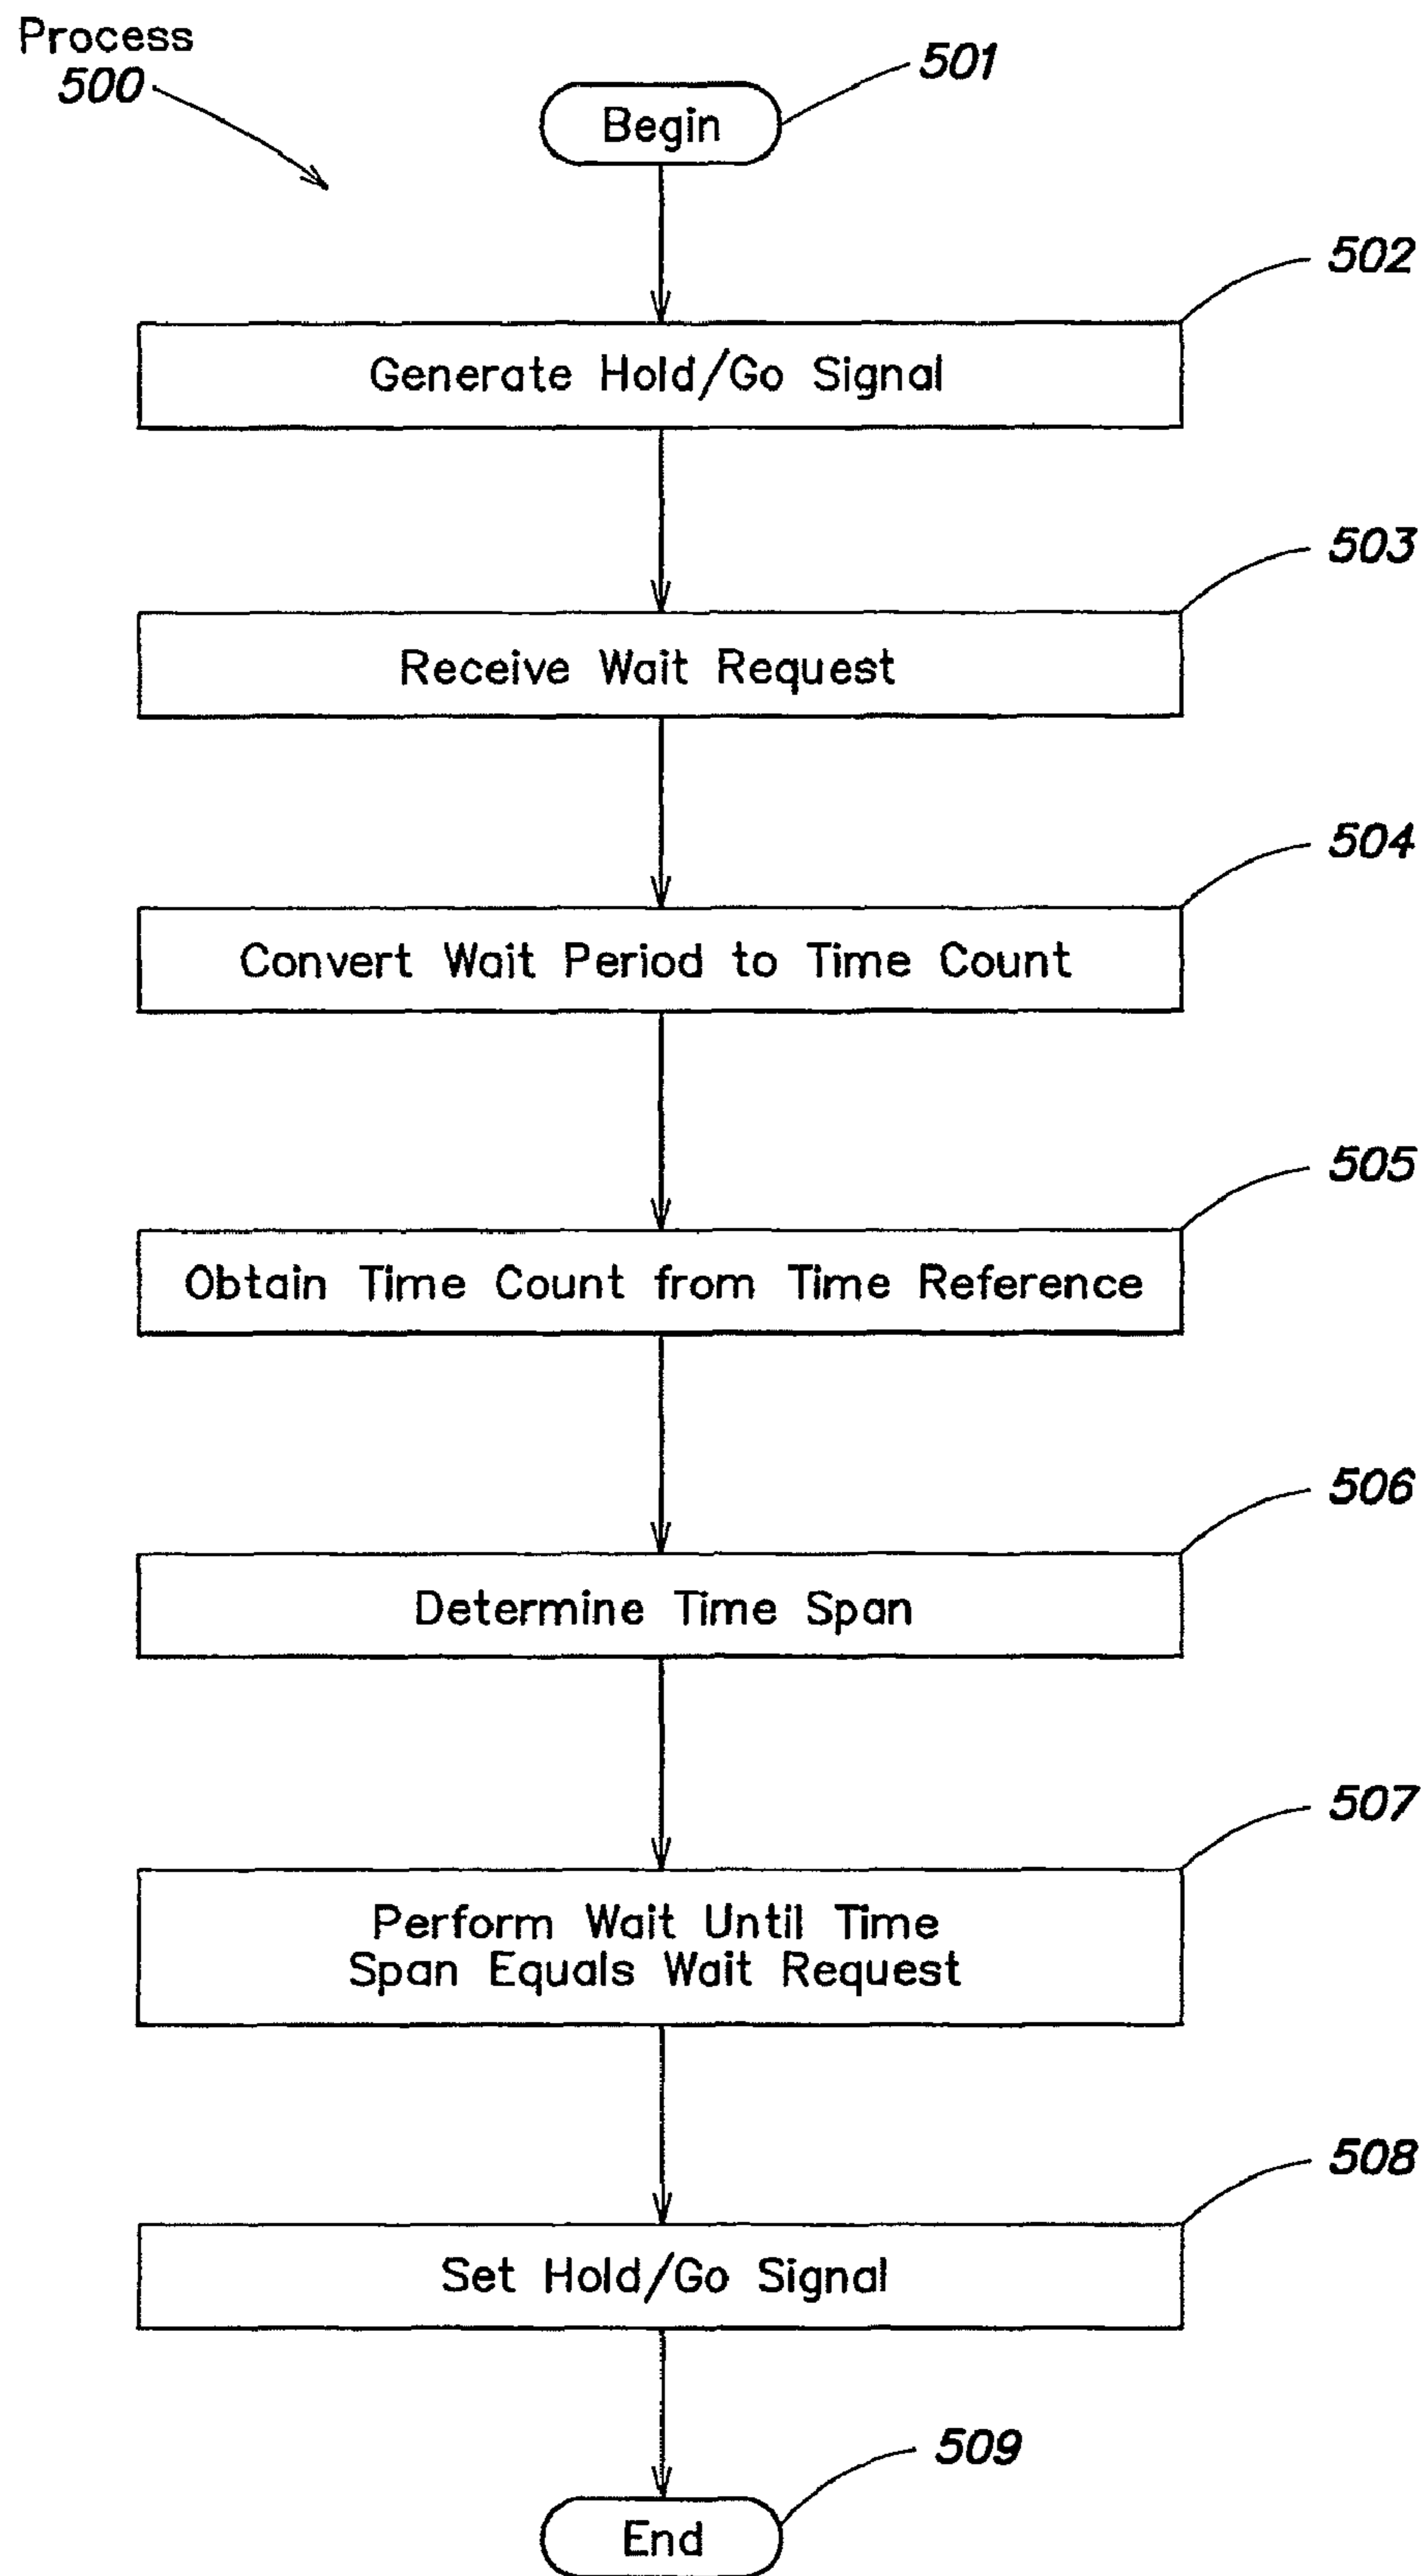 Process
500
501
Begin
502
Generate Hold/Go Signal
503
Receive Wait Request
504
Convert Wait Period to Time Count
505
Obtain Time Count from Time Reference
506
Determine Time Span
507
Perform Wait Until Time
Span Equals Wait Request
508
Set Hold/Go Signal
509
End